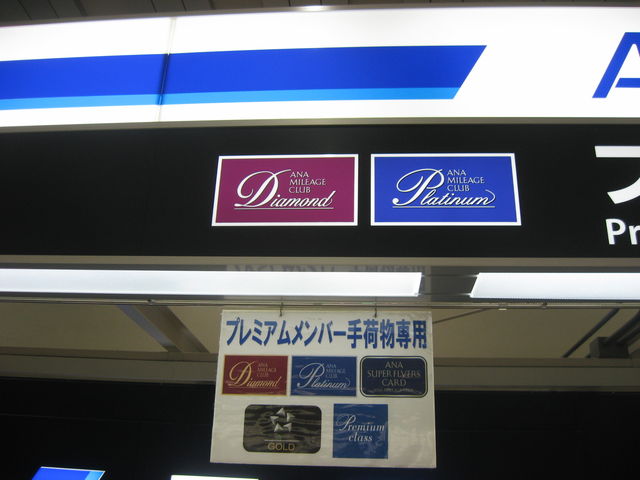 A
ANA
MILEAGE
CLUB
Diamond
ANA
MILEAGE
CLUB
Platinum
プ
Pr
プレミアムメンバー手荷物専用
ANA
MILEAGE
CLUB
Diamond
ANA
MILEAGE
CLUB
Platinum
ANA
SUPER FLYERS
CARD
GOLD
Premium
class